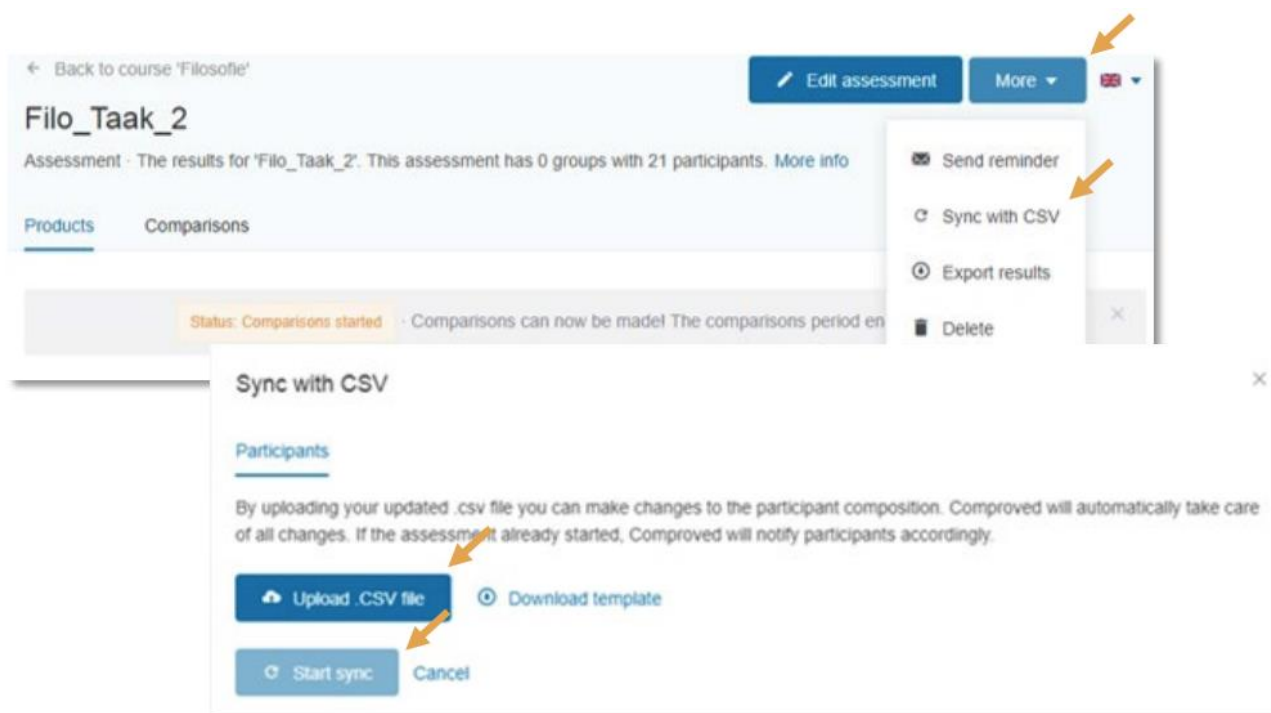 ← Back to course 'Filosofie'
Edit assessment
More
Filo_Taak_2
Assessment · The results for 'Filo_Taak_2'. This assessment has 0 groups with 21 participants. More info
Send reminder
Sync with CSV
Products
Comparisons
Export results
Status: Comparisons started · Comparisons can now be made! The comparisons period en
Delete
Sync with CSV
Participants
By uploading your updated .csv file you can make changes to the participant composition. Comproved will automatically take care
of all changes. If the assessment already started, Comproved will notify participants accordingly.
Upload .CSV file
Download template
Start sync
Cancel